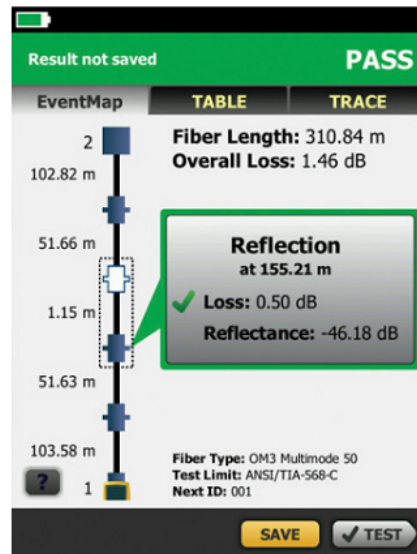 Result not saved
PASS
EventMap
TABLE
TRACE
2
Fiber Length: 310.84 m
Overall Loss: 1.46 dB
102.82 m
51.66 m
Reflection
at 155.21 m
Loss: 0.50 dB
Reflectance: -46.18 dB
1.15 m
51.63 m
103.58 m
Fiber Type: OM3 Multimode 50
Test Limit: ANSI/TIA-568-C
Next ID: 001
?
1
SAVE
TEST